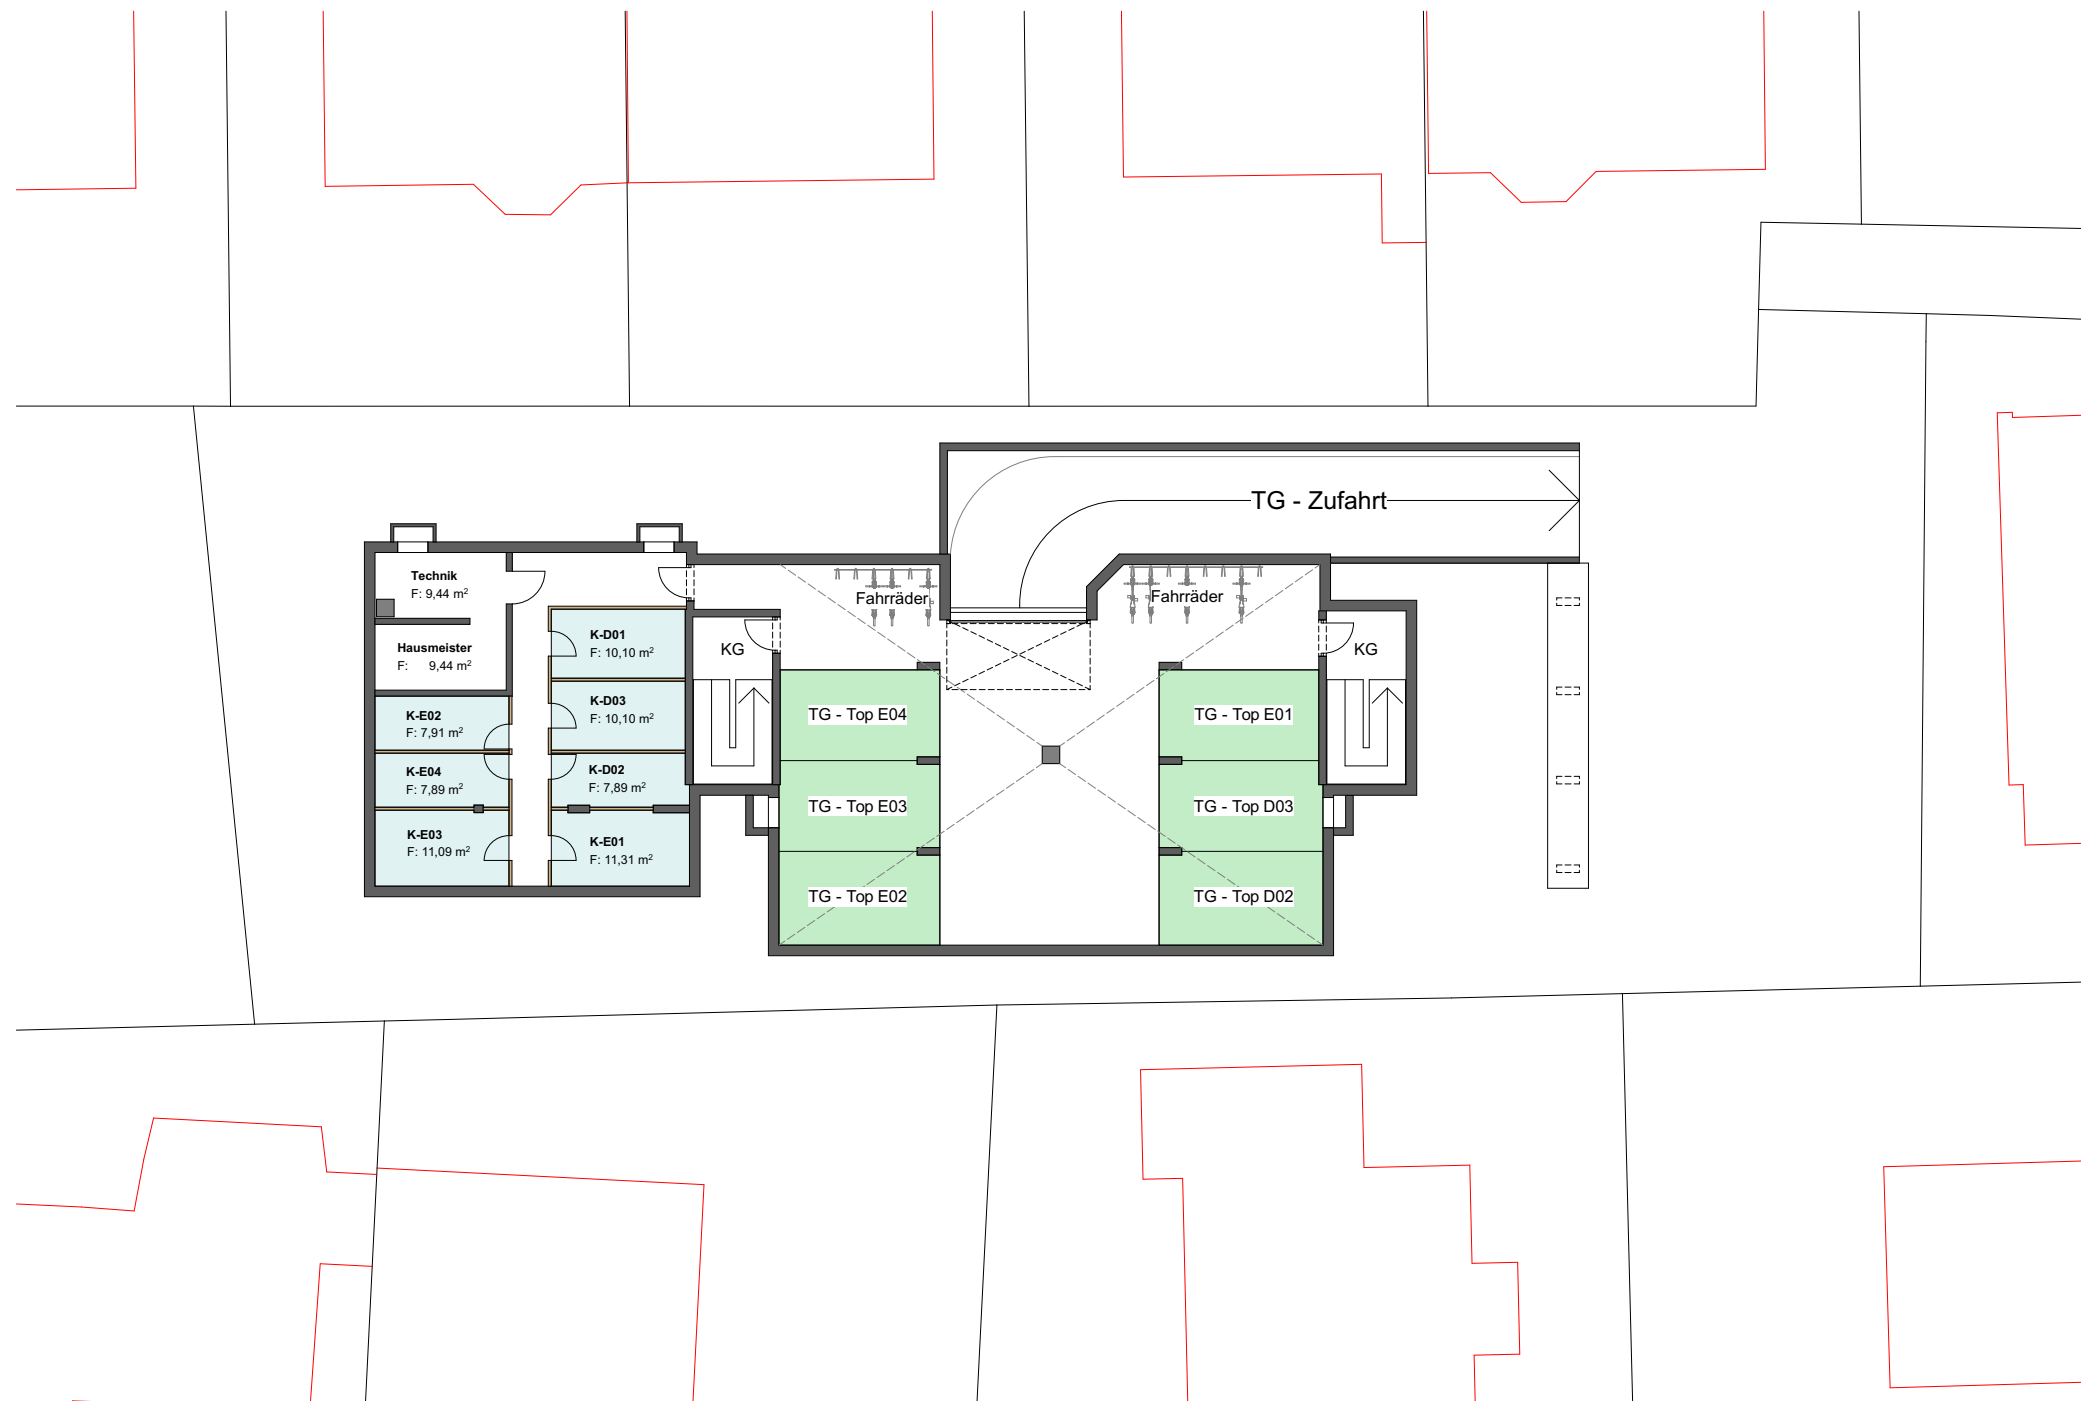 TG - Zufahrt
Technik
F: 9,44 m²
Hausmeister
F: 9,44 m²
K-E02
F: 7,91 m²
K-E04
F: 7,89 m²
K-E03
F: 11,09 m²
K-D01
F: 10,10 m²
K-D03
F: 10,10 m²
K-D02
F: 7,89 m²
K-E01
F: 11,31 m²
KG
Fahrräder
Fahrräder
KG
TG - Top E04
TG - Top E03
TG - Top E02
TG - Top E01
TG - Top D03
TG - Top D02